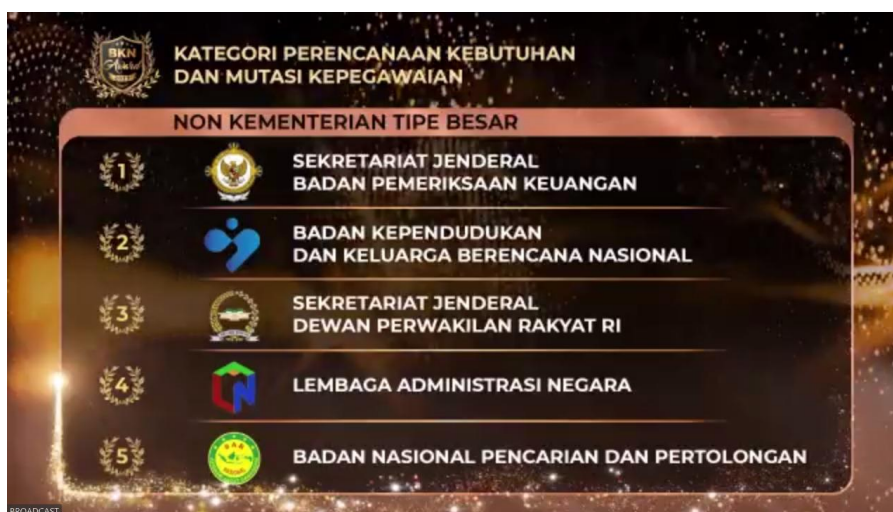 BKN
Award
KATEGORI PERENCANAAN KEBUTUHAN
DAN MUTASI KEPEGAWAIAN
NON KEMENTERIAN TIPE BESAR
1
SEKRETARIAT JENDERAL
BADAN PEMERIKSAAN KEUANGAN
2
BADAN KEPENDUDUKAN
DAN KELUARGA BERENCANA NASIONAL
3
SEKRETARIAT JENDERAL
DEWAN PERWAKILAN RAKYAT RI
4
LEMBAGA ADMINISTRASI NEGARA
5
BADAN NASIONAL PENCARIAN DAN PERTOLONGAN
BROADCAST